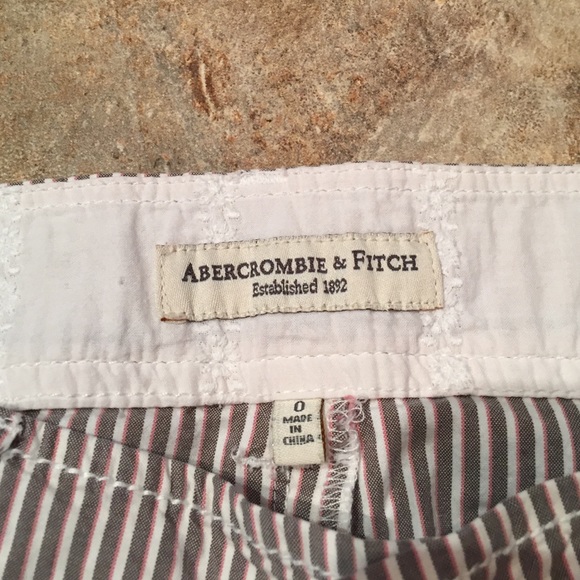 ABERCROMBIE & FITCH
Established 1892
0
MADE
IN
CHINA